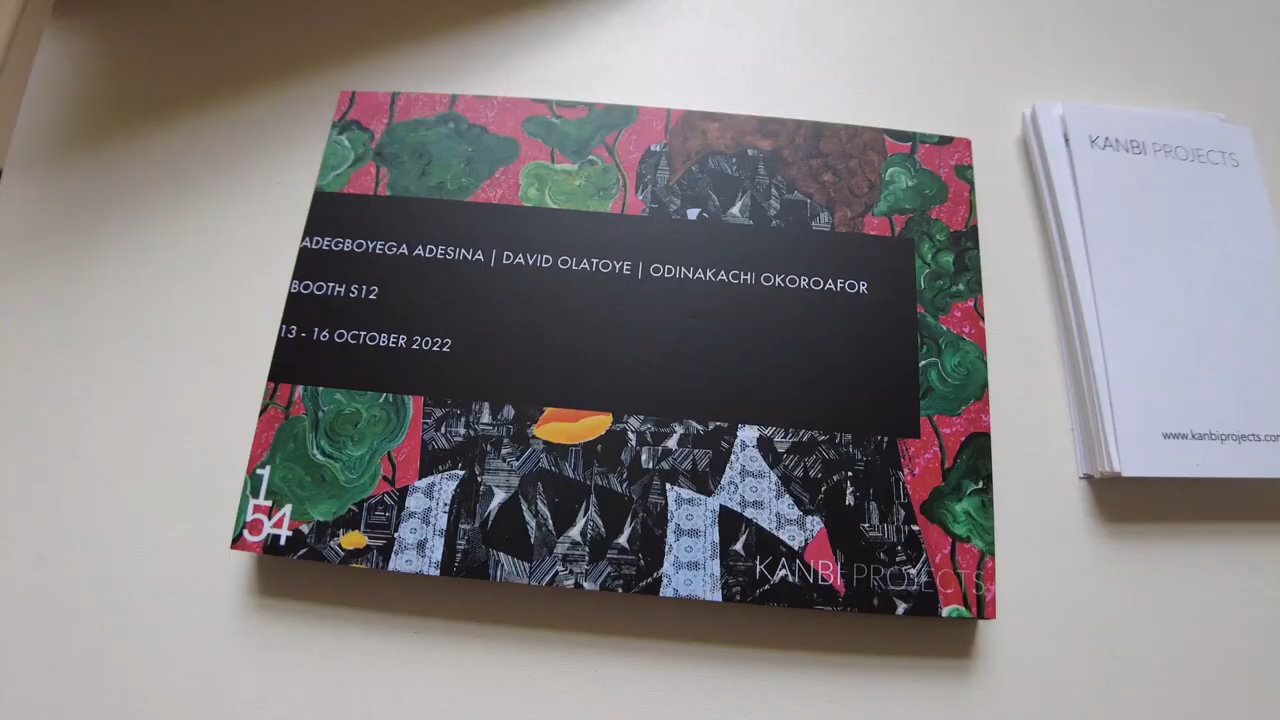 ADEGBOYEGA ADESINA | DAVID OLATOYE | ODINAKACHI OKOROAFOR
BOOTH S12
13 - 16 OCTOBER 2022
1
54
KANBI PROJECTS
KANBI PROJECTS
www.kanbiprojects.com